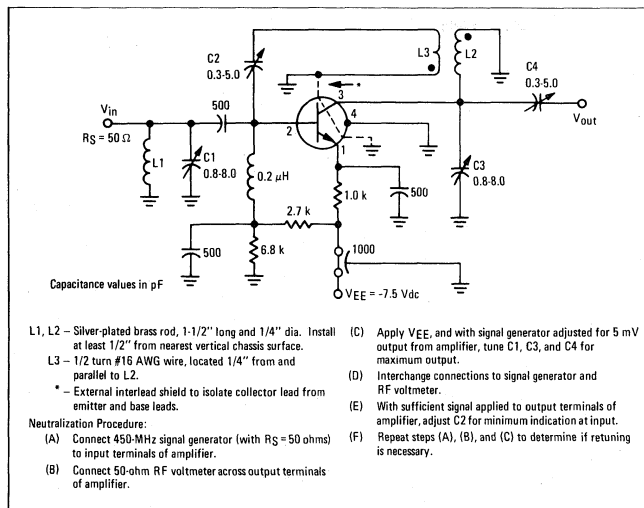 C2
0.3-5.0
L3
L2
C4
0.3-5.0
3
*
4
Vin
RS = 50 Ω
500
2
Vout
1
L1
C1
0.8-8.0
0.2 μH
C3
0.8-8.0
1.0 k
500
2.7 k
500
6.8 k
1000
Capacitance values in pF
VEE = -7.5 Vdc
L1, L2 – Silver-plated brass rod, 1-1/2" long and 1/4" dia. Install
at least 1/2" from nearest vertical chassis surface.
L3 – 1/2 turn #16 AWG wire, located 1/4" from and
parallel to L2.
* – External interlead shield to isolate collector lead from
emitter and base leads.
Neutralization Procedure:
(A) Connect 450-MHz signal generator (with RS = 50 ohms)
to input terminals of amplifier.
(B) Connect 50-ohm RF voltmeter across output terminals
of amplifier.
(C) Apply VEE, and with signal generator adjusted for 5 mV
output from amplifier, tune C1, C3, and C4 for
maximum output.
(D) Interchange connections to signal generator and
RF voltmeter.
(E) With sufficient signal applied to output terminals of
amplifier, adjust C2 for minimum indication at input.
(F) Repeat steps (A), (B), and (C) to determine if retuning
is necessary.